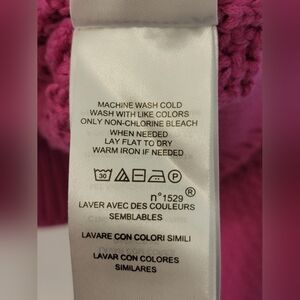 MACHINE WASH COLD
WASH WITH LIKE COLORS
ONLY NON-CHLORINE BLEACH
WHEN NEEDED
LAY FLAT TO DRY
WARM IRON IF NEEDED
30 P
n°1529 ®
LAVER AVEC DES COULEURS
SEMBLABLES
LAVARE CON COLORI SIMILI
LAVAR CON COLORES
SIMILARES